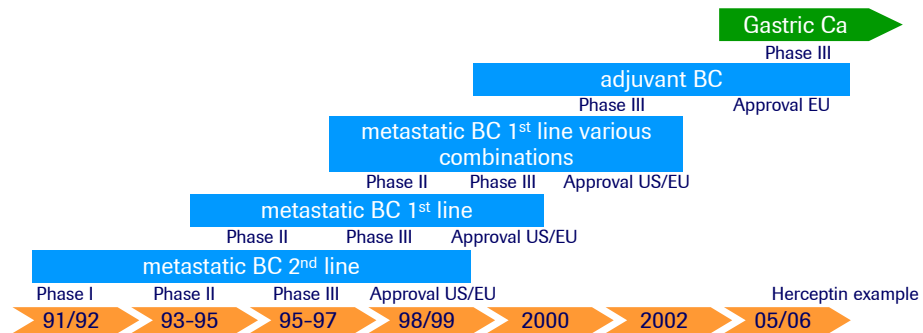 Gastric Ca
Phase III
adjuvant BC
Phase III Approval EU
metastatic BC 1st line various
combinations
Phase II Phase III Approval US/EU
metastatic BC 1st line
Phase II Phase III Approval US/EU
metastatic BC 2nd line
Phase I Phase II Phase III Approval US/EU Herceptin example
91/92 93-95 95-97 98/99 2000 2002 05/06